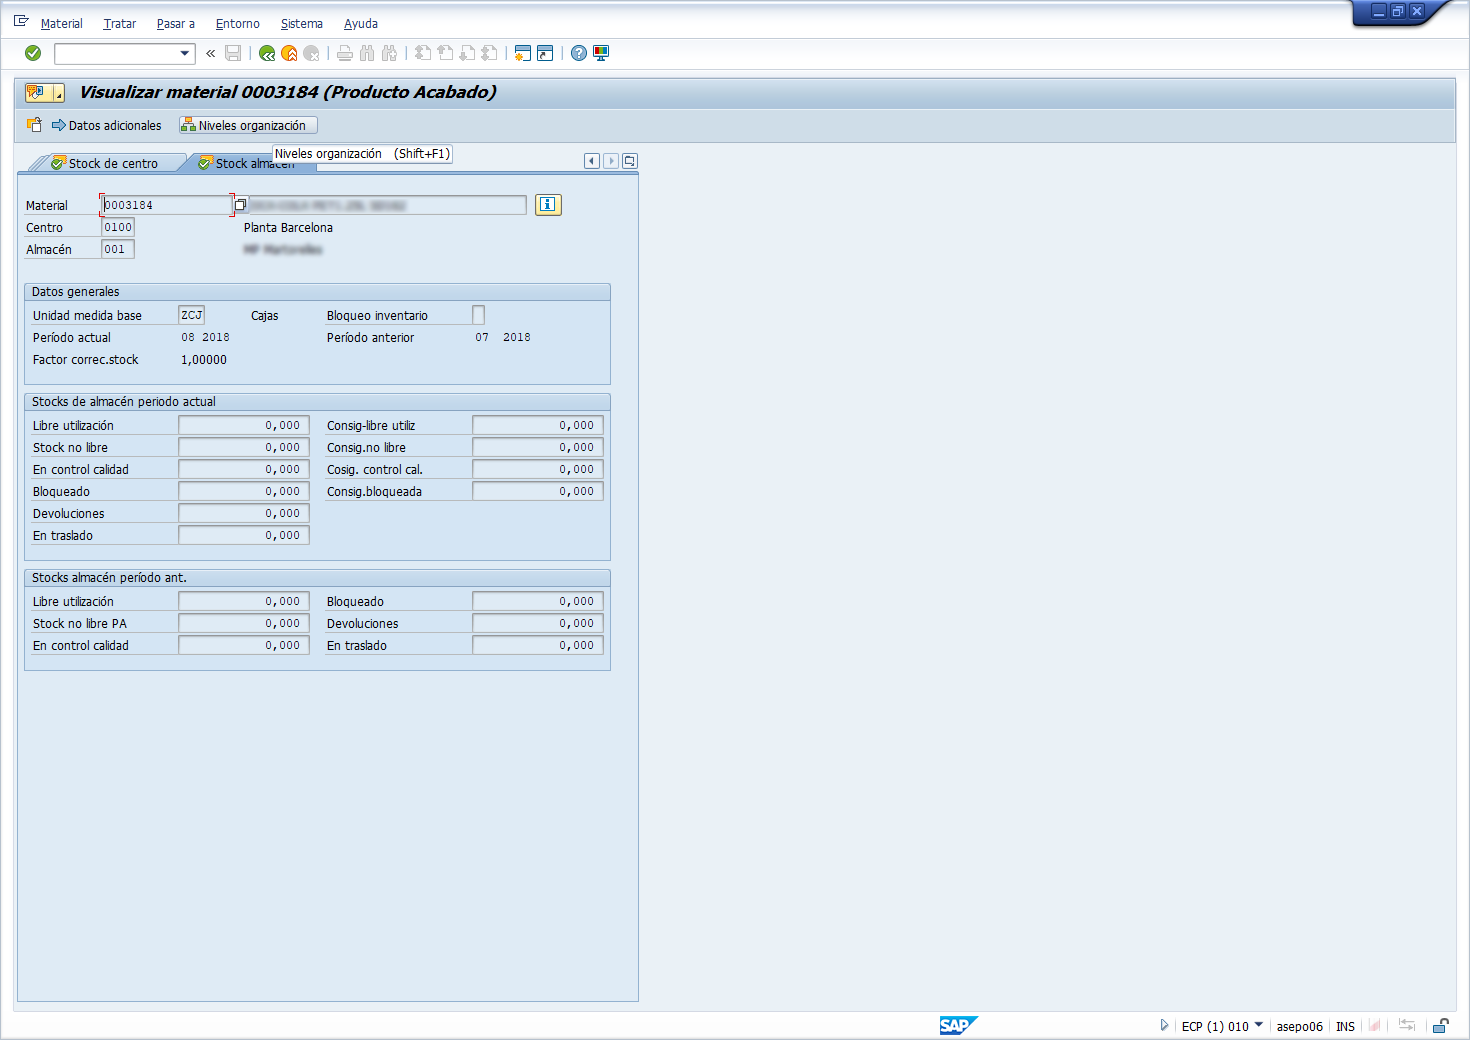 Material Tratar Pasar a Entorno Sistema Ayuda
Visualizar material 0003184 (Producto Acabado)
Datos adicionales Niveles organización
Niveles organización (Shift+F1)
Stock de centro Stock almacén
Material 0003184
Centro 0100 Planta Barcelona
Almacén 001
Datos generales
Unidad medida base ZCJ Cajas Bloqueo inventario
Período actual 08 2018 Período anterior 07 2018
Factor correc.stock 1,00000
Stocks de almacén periodo actual
Libre utilización 0,000 Consig-libre utiliz 0,000
Stock no libre 0,000 Consig.no libre 0,000
En control calidad 0,000 Cosig. control cal. 0,000
Bloqueado 0,000 Consig.bloqueada 0,000
Devoluciones 0,000
En traslado 0,000
Stocks almacén período ant.
Libre utilización 0,000 Bloqueado 0,000
Stock no libre PA 0,000 Devoluciones 0,000
En control calidad 0,000 En traslado 0,000
SAP ECP (1) 010 asepo06 INS